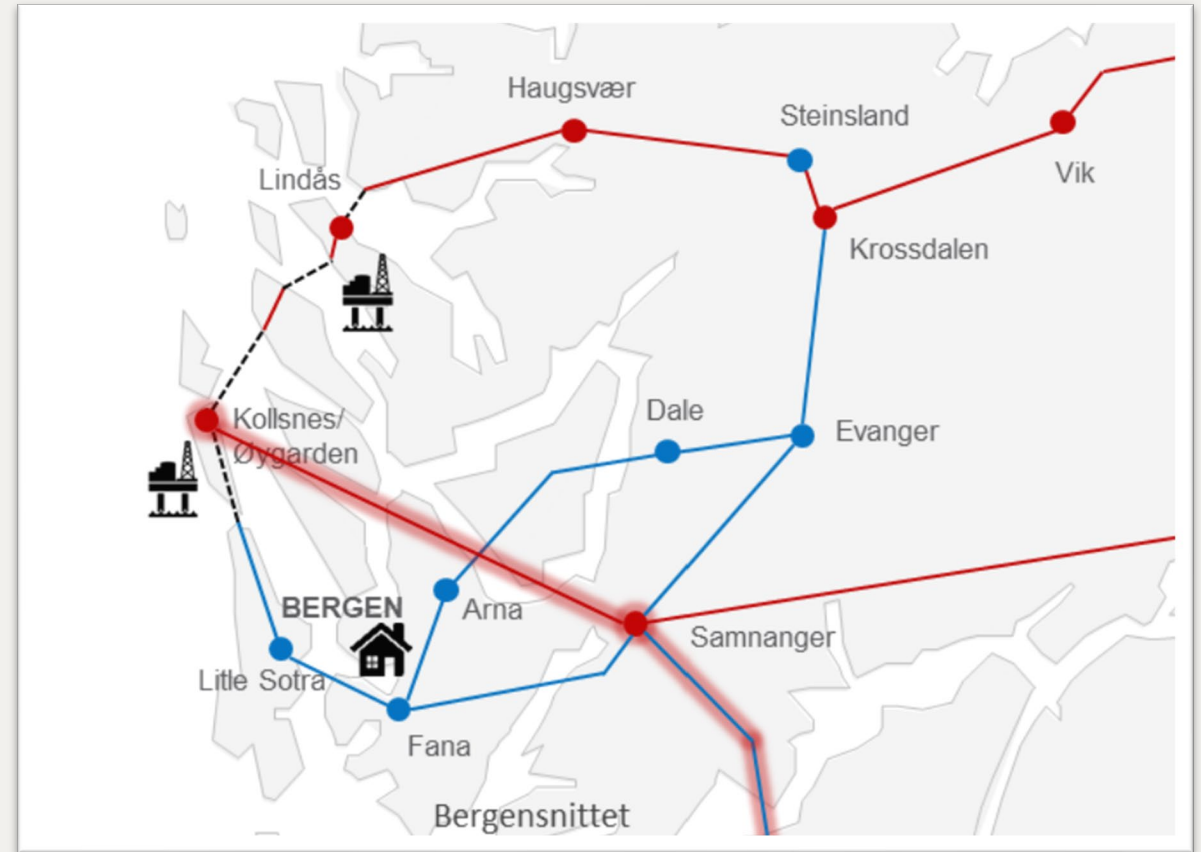 Haugsvær
Steinsland
Lindås
Vik
Krossdalen
Kollsnes/
Øygarden
Dale
Evanger
BERGEN
Arna
Samnanger
Litle Sotra
Fana
Bergensnittet